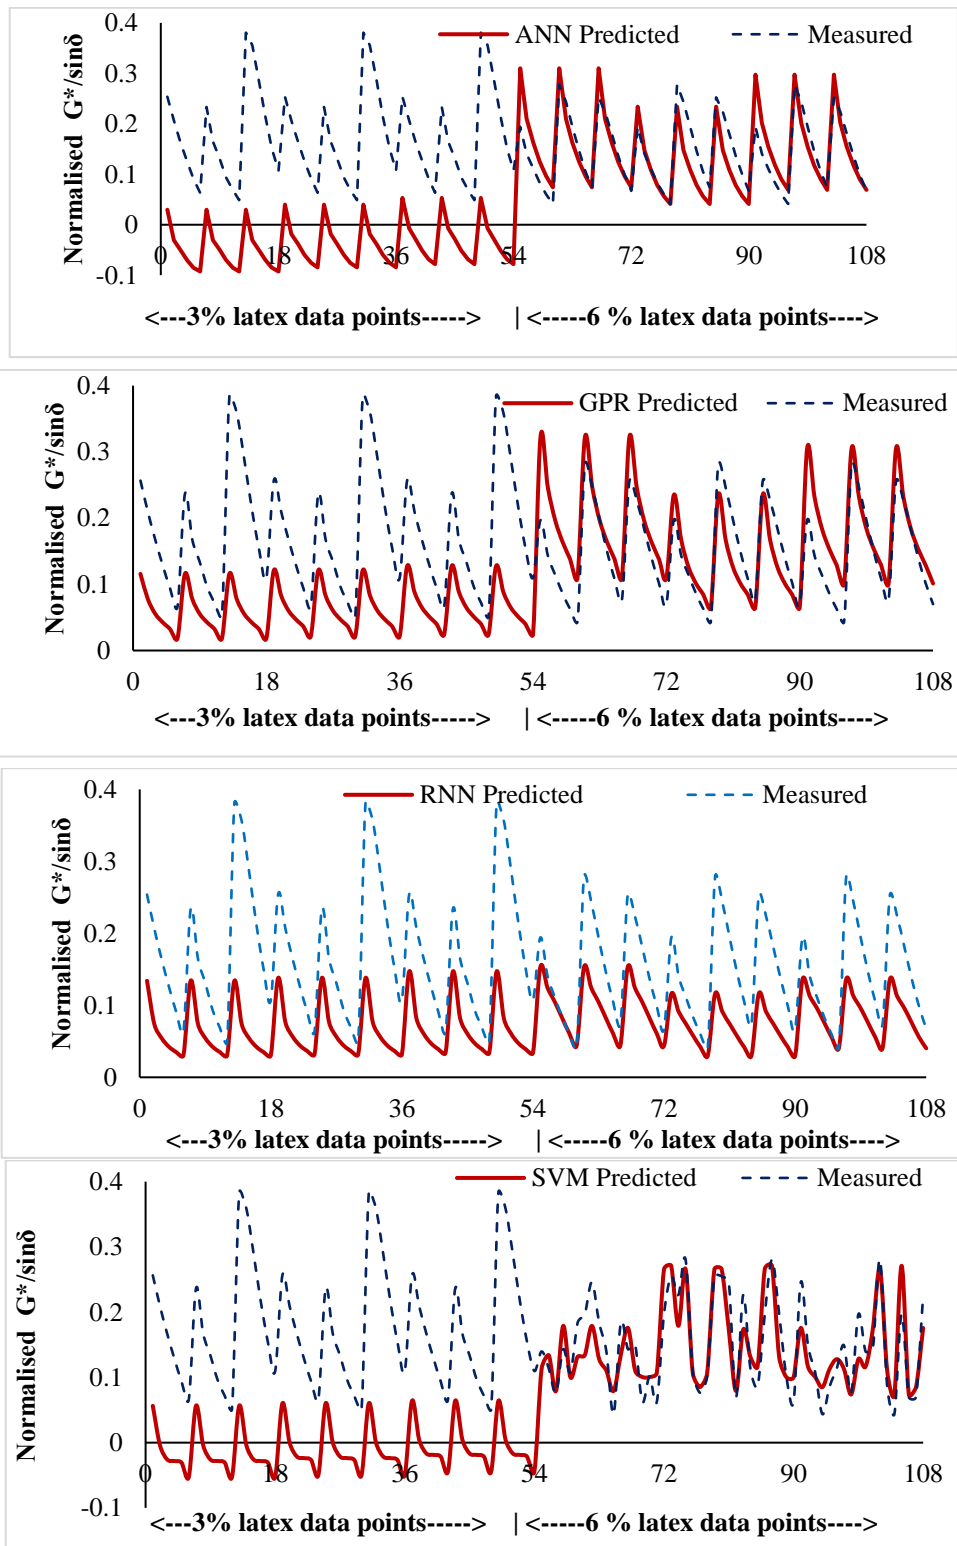 0.4
ANN Predicted
Measured
0.3
0.2
0.1
0
-0.1
Normalised G*/sinδ
0 18 36 54 72 90 108
<---3% latex data points-----> |<-----6 % latex data points---->
0.4
GPR Predicted
Measured
0.3
0.2
0.1
0
Normalised G*/sinδ
0 18 36 54 72 90 108
<---3% latex data points-----> |<-----6 % latex data points---->
0.4
RNN Predicted
Measured
0.3
0.2
0.1
0
Normalised G*/sinδ
0 18 36 54 72 90 108
<---3% latex data points-----> |<-----6 % latex data points---->
0.4
SVM Predicted
Measured
0.3
0.2
0.1
0
-0.1
Normalised G*/sinδ
0 18 36 54 72 90 108
<---3% latex data points-----> |<-----6 % latex data points---->